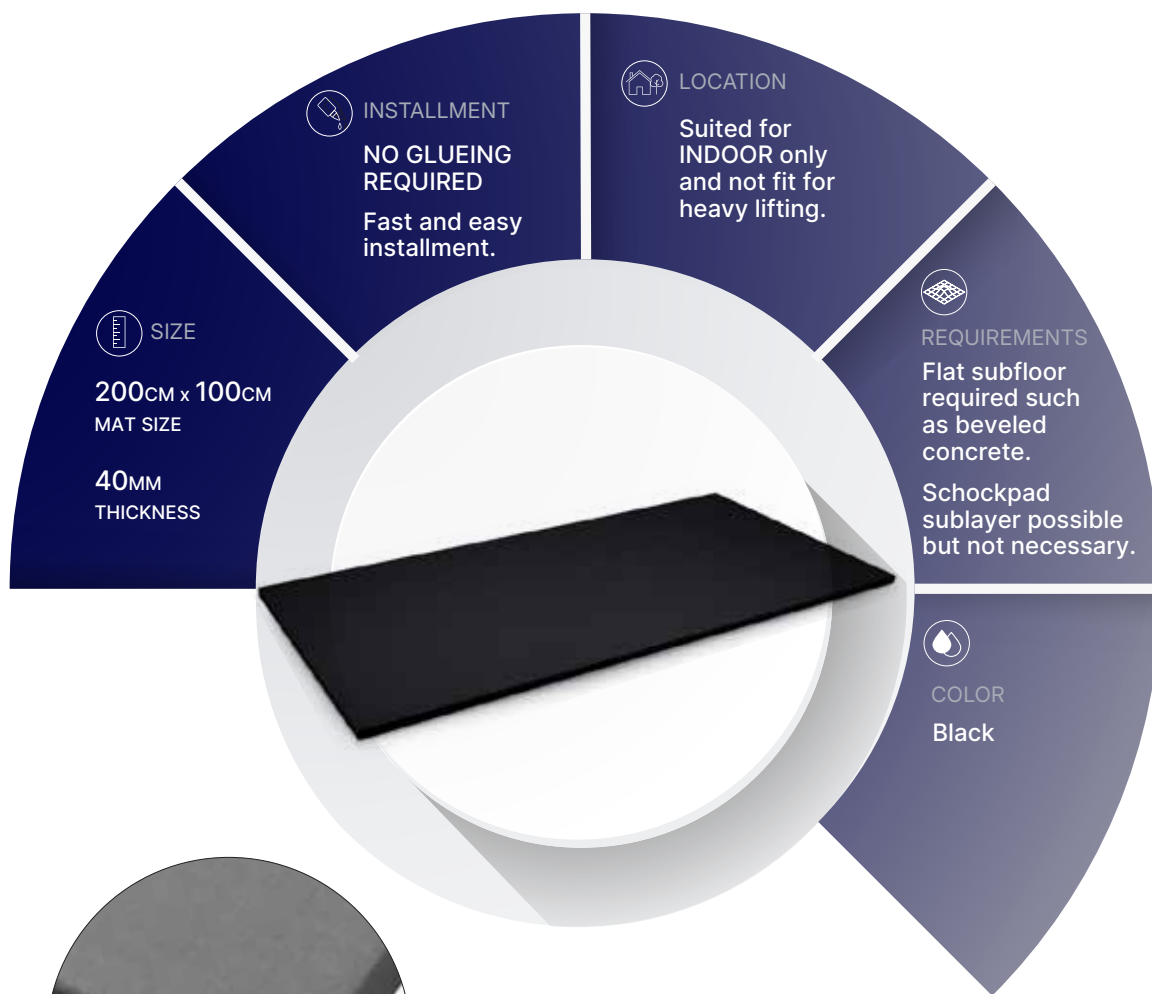 SIZE
200CM x 100CM
MAT SIZE
40MM
THICKNESS
INSTALLMENT
NO GLUEING
REQUIRED
Fast and easy
installment.
LOCATION
Suited for
INDOOR only
and not fit for
heavy lifting.
REQUIREMENTS
Flat subfloor
required such
as beveled
concrete.
Schockpad
sublayer possible
but not necessary.
COLOR
Black